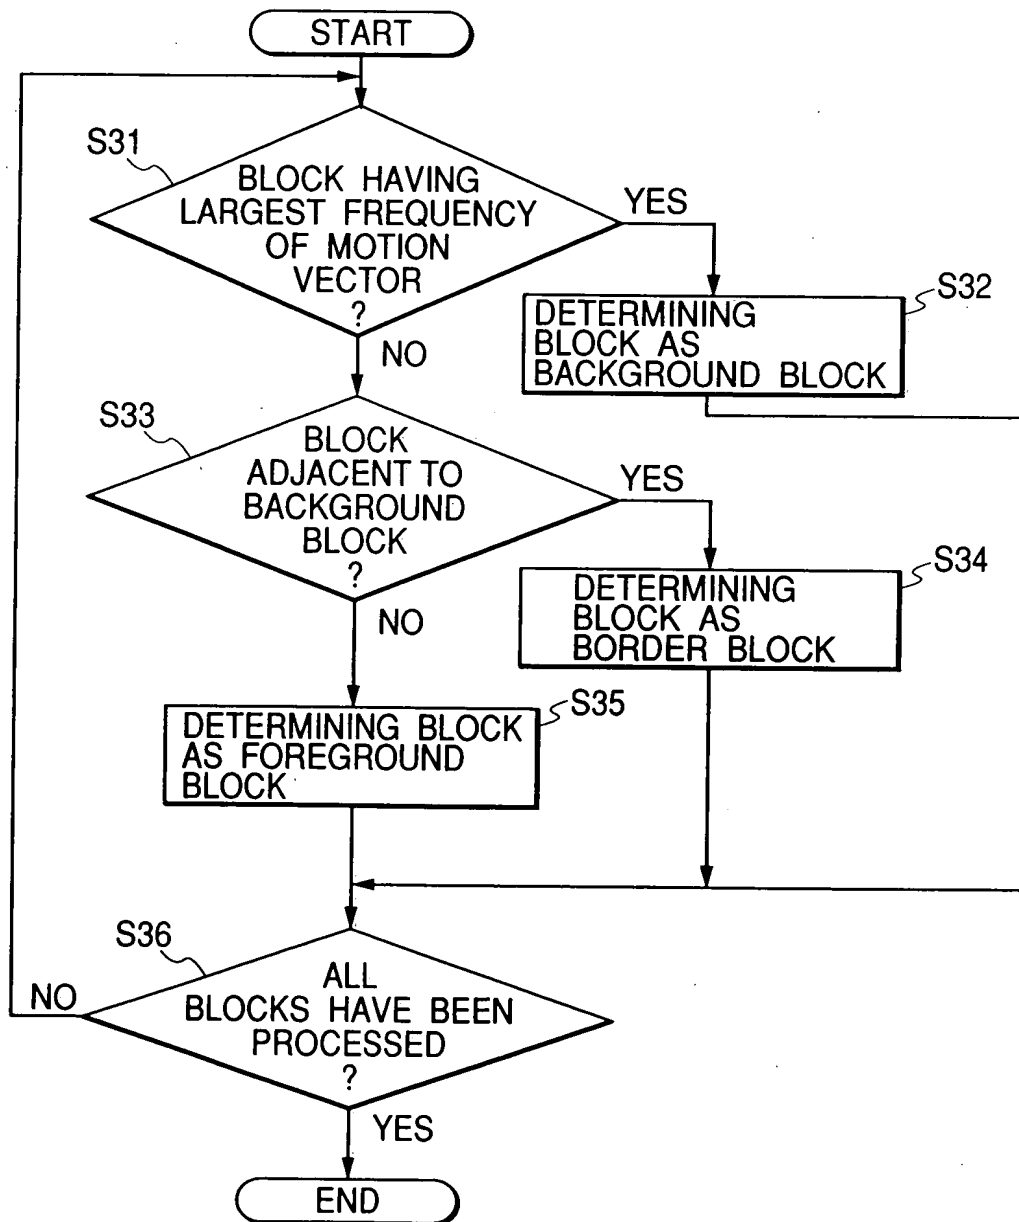 START
S31
BLOCK HAVING
LARGEST FREQUENCY
OF MOTION
VECTOR
?
YES
NO
S32
DETERMINING
BLOCK AS
BACKGROUND BLOCK
S33
BLOCK
ADJACENT TO
BACKGROUND
BLOCK
?
YES
NO
S34
DETERMINING
BLOCK AS
BORDER BLOCK
S35
DETERMINING BLOCK
AS FOREGROUND
BLOCK
S36
ALL
BLOCKS HAVE BEEN
PROCESSED
?
NO
YES
END